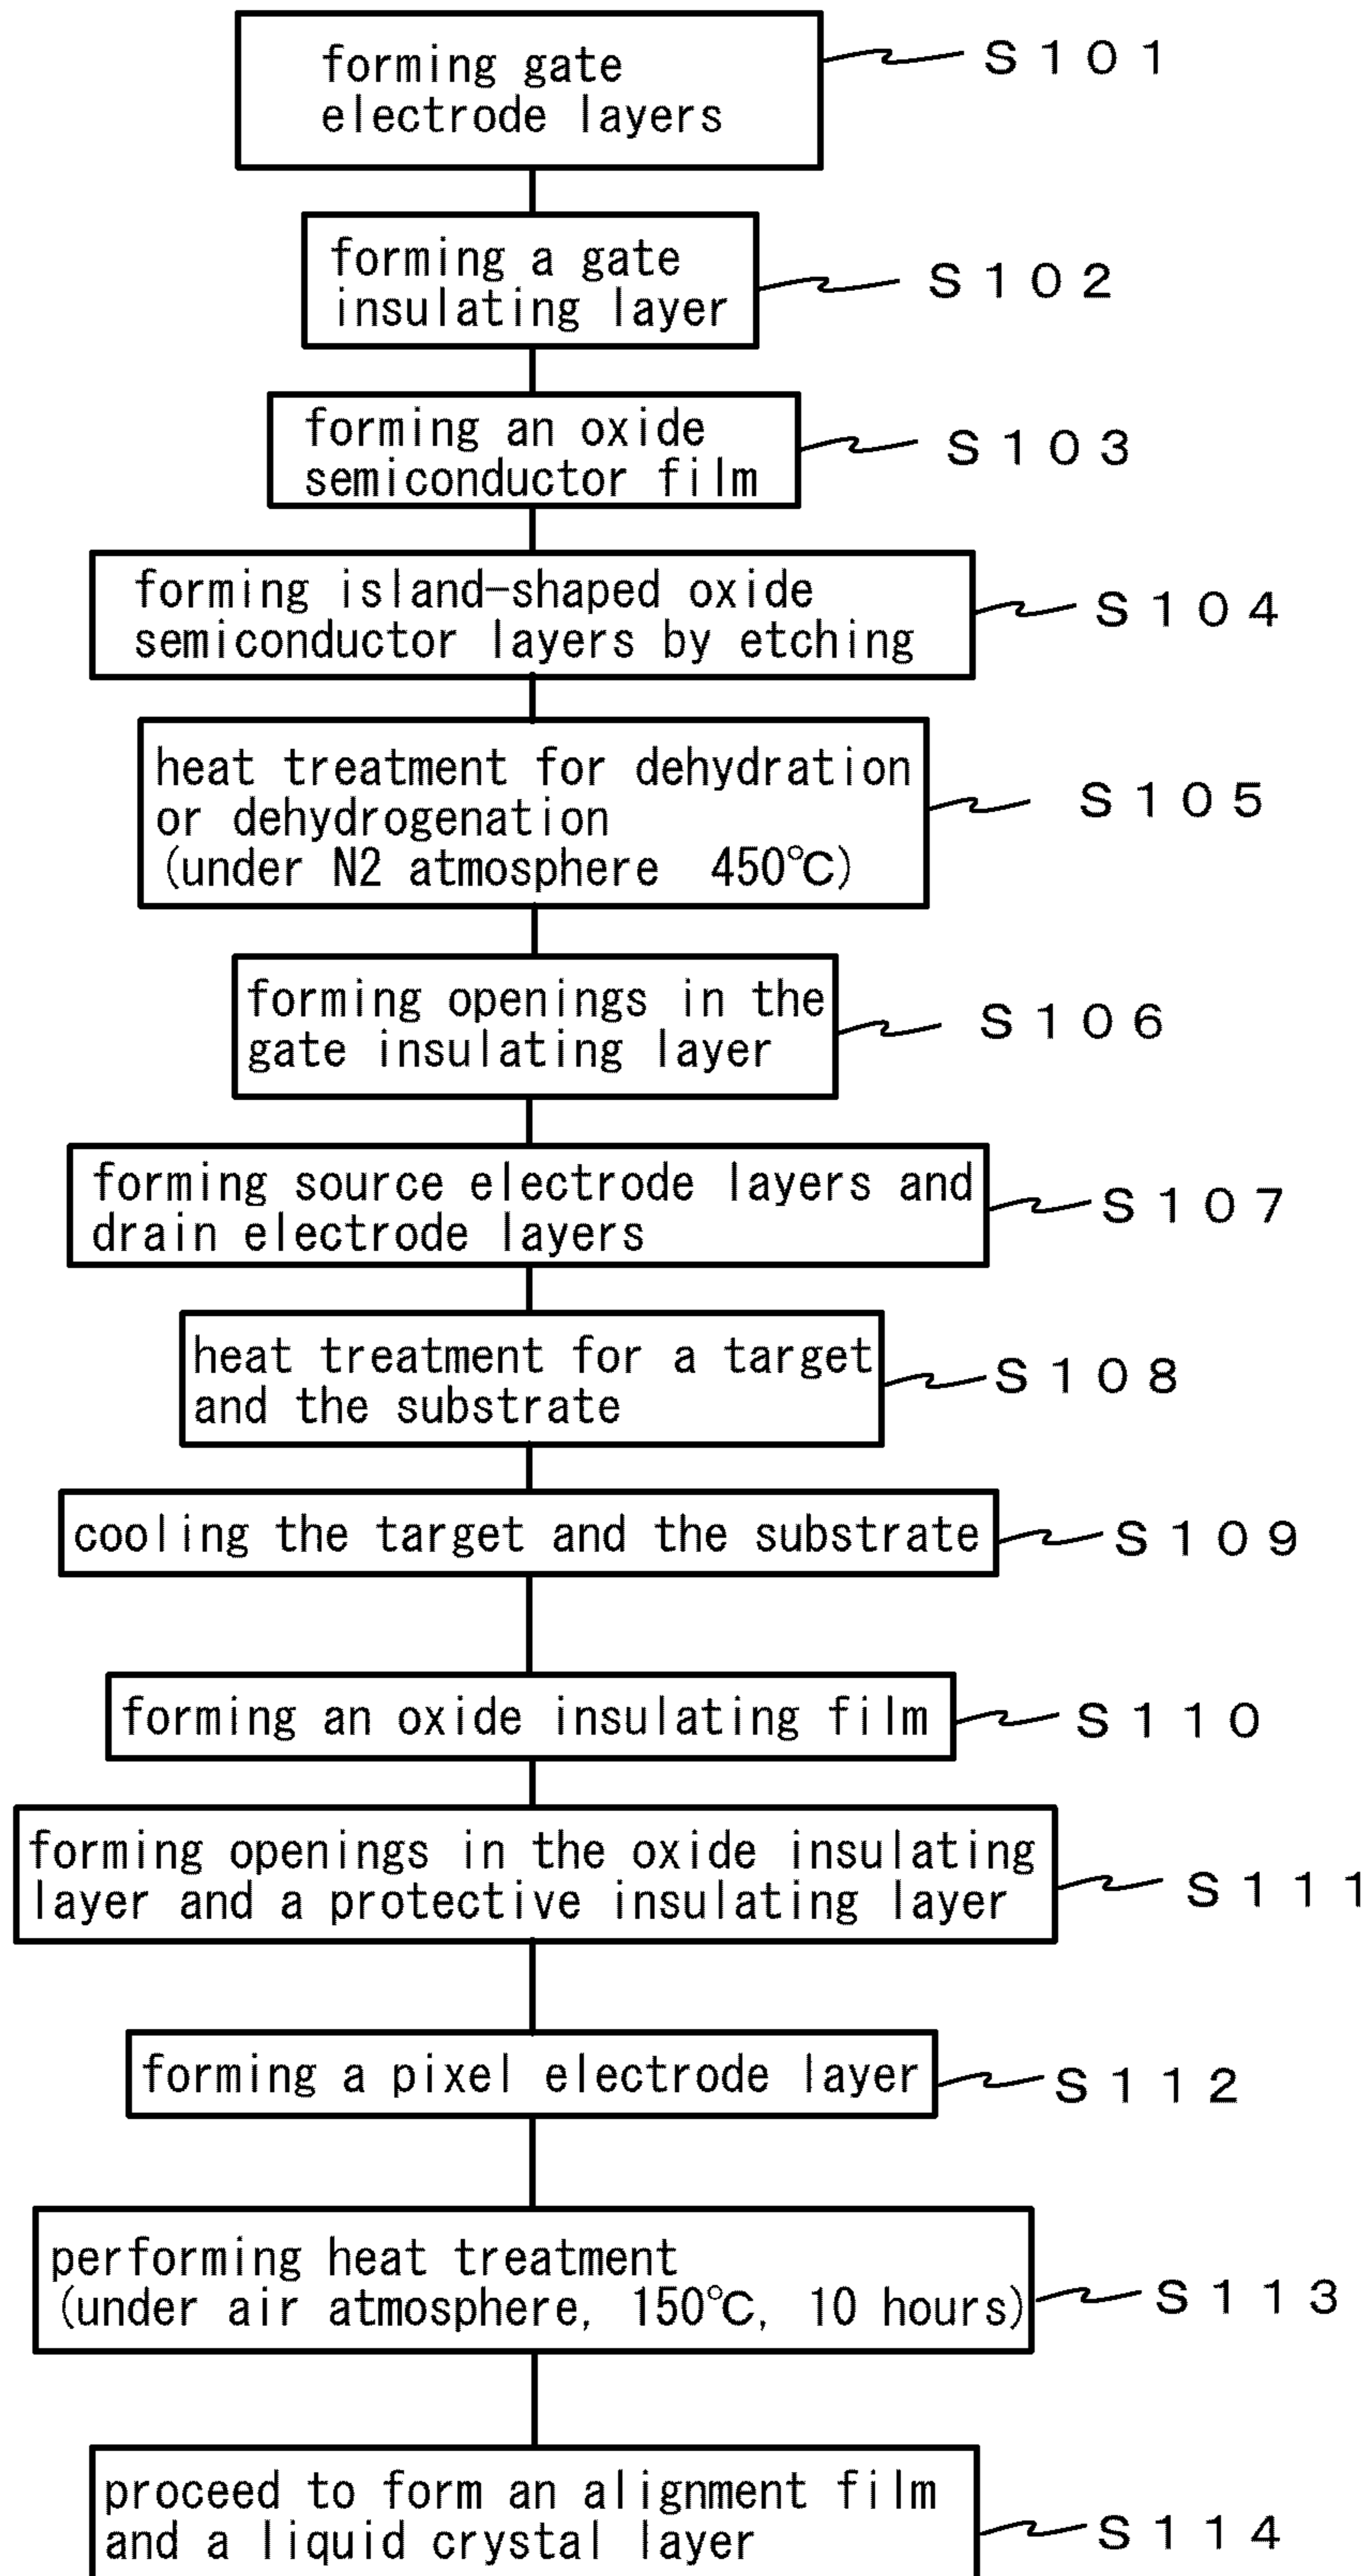 forming gate
electrode layers
S101
forming a gate
insulating layer
S102
forming an oxide
semiconductor film
S103
forming island-shaped oxide
semiconductor layers by etching
S104
heat treatment for dehydration
or dehydrogenation
(under N2 atmosphere 450℃)
S105
forming openings in the
gate insulating layer
S106
forming source electrode layers and
drain electrode layers
S107
heat treatment for a target
and the substrate
S108
cooling the target and the substrate
S109
forming an oxide insulating film
S110
forming openings in the oxide insulating
layer and a protective insulating layer
S111
forming a pixel electrode layer
S112
performing heat treatment
(under air atmosphere, 150℃, 10 hours)
S113
proceed to form an alignment film
and a liquid crystal layer
S114